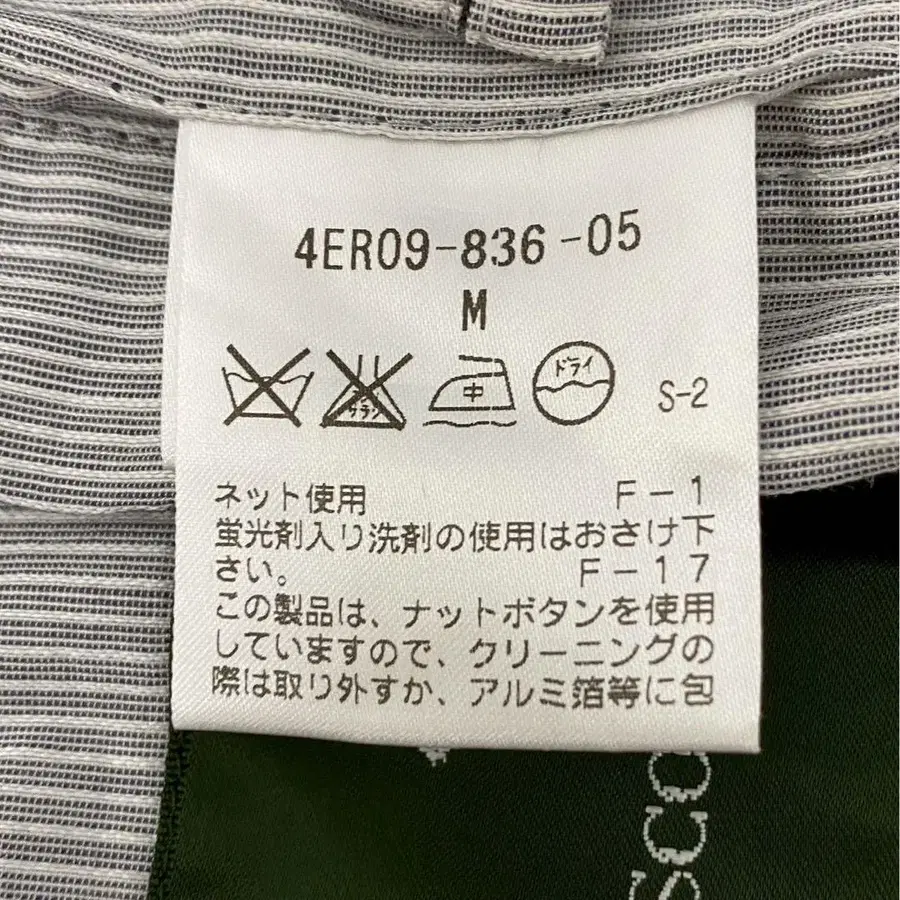 4ER09-836-05
M
中 ドライ S-2
ネット使用 F-1
蛍光剤入り洗剤の使用はおさけ下
さい。 F-17
この製品は、ナットボタンを使用
していますので、クリーニングの
際は取り外すか、アルミ箔等に包